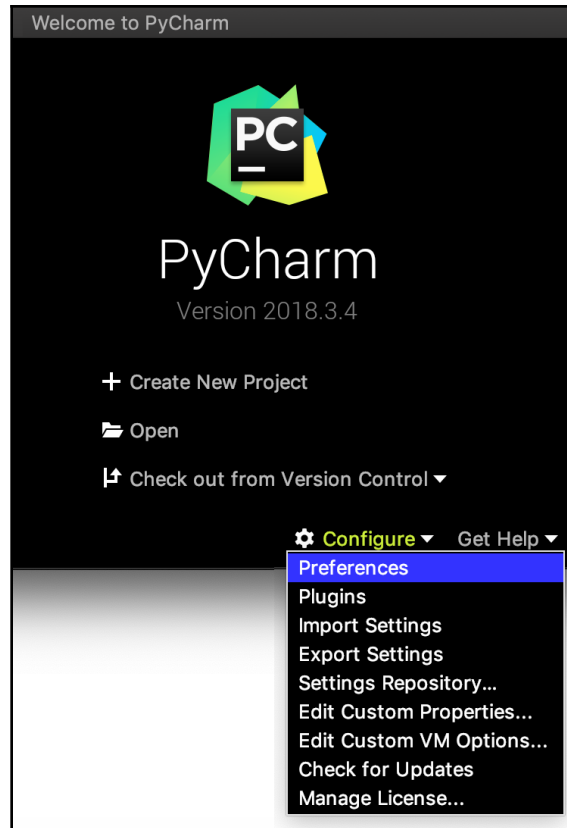 Welcome to PyCharm
PC
PyCharm
Version 2018.3.4
Create New Project
Open
Check out from Version Control
Configure Get Help
Preferences
Plugins
Import Settings
Export Settings
Settings Repository...
Edit Custom Properties...
Edit Custom VM Options...
Check for Updates
Manage License...